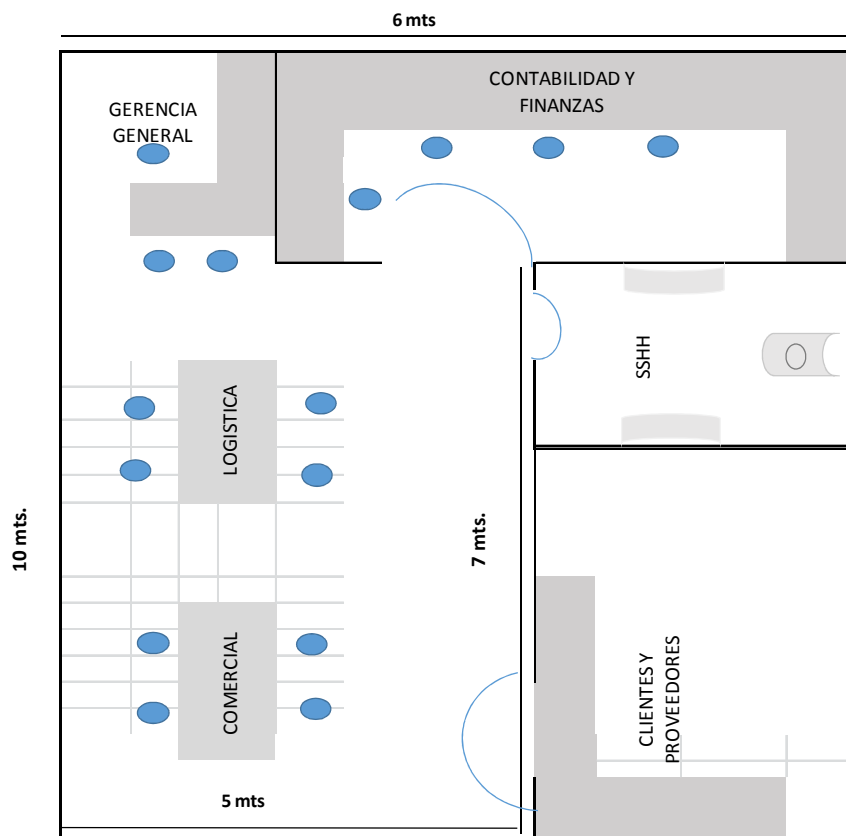 6 mts.
CONTABILIDAD Y
FINANZAS
GERENCIA
GENERAL
SSHH
LOGISTICA
10 mts.
7 mts.
COMERCIAL
CLIENTES Y
PROVEEDORES
5 mts